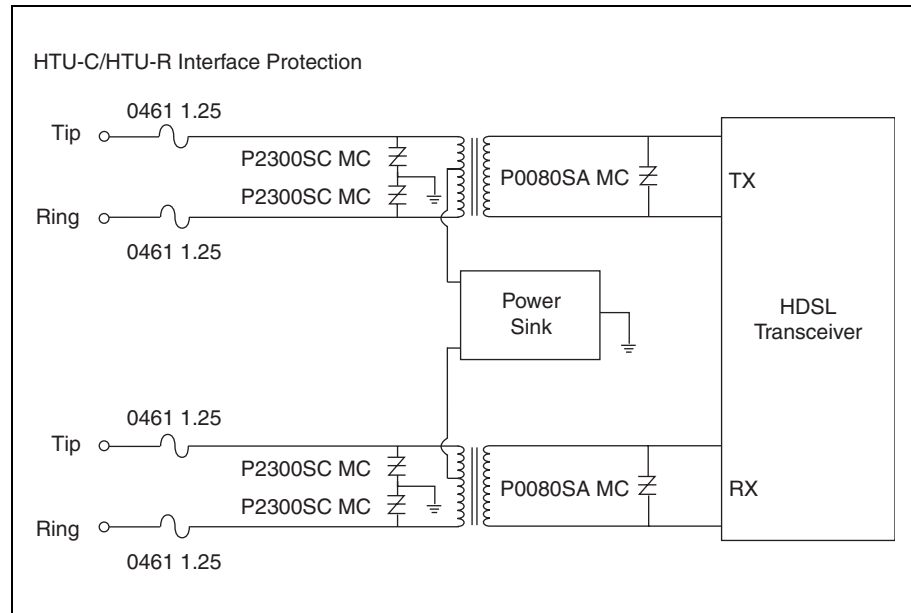 HTU-C/HTU-R Interface Protection
0461 1.25
Tip
P2300SC MC
P0080SA MC
TX
P2300SC MC
Ring
0461 1.25
Power
Sink
HDSL
Transceiver
0461 1.25
Tip
P2300SC MC
P0080SA MC
RX
P2300SC MC
Ring
0461 1.25